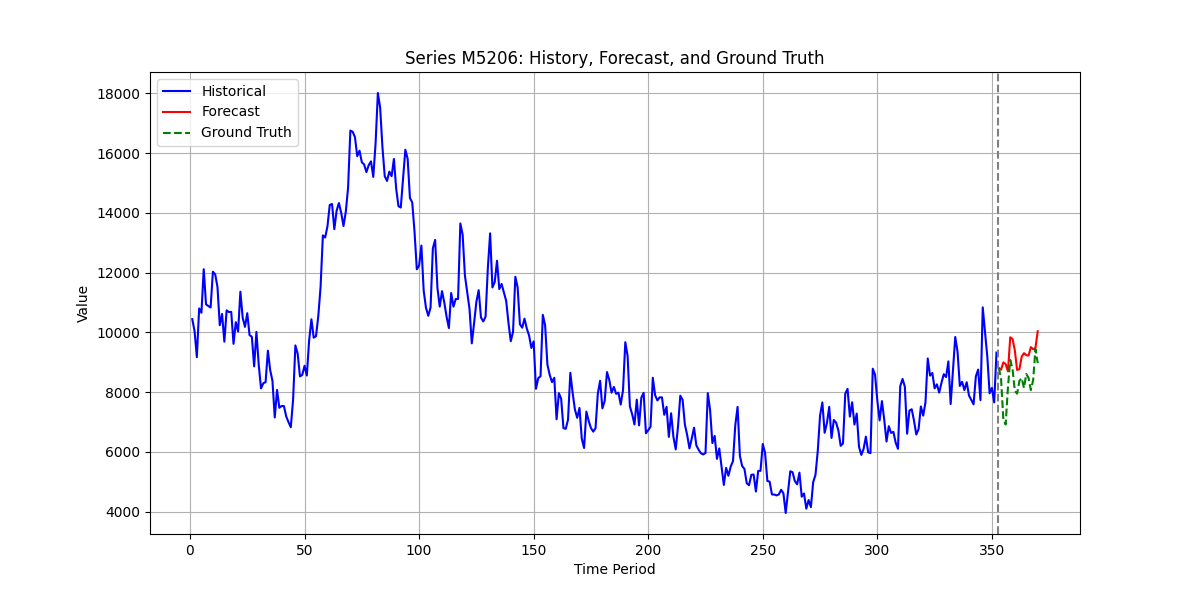 Series M5206: History, Forecast, and Ground Truth
Historical
Forecast
Ground Truth
18000
16000
14000
12000
10000
8000
6000
4000
Value
0 50 100 150 200 250 300 350
Time Period